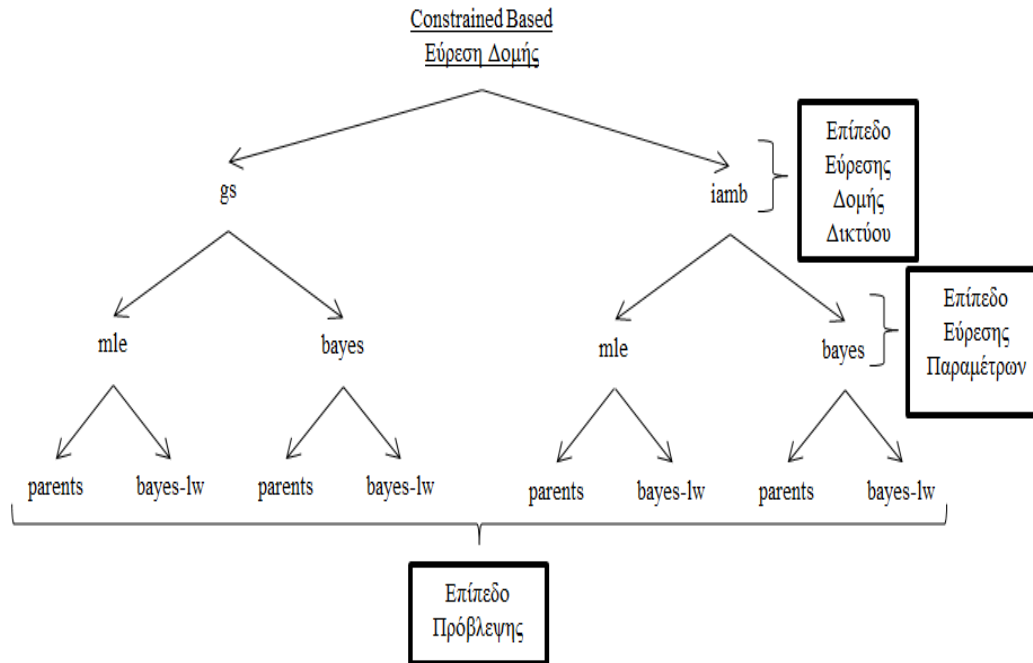 Constrained Based
Εύρεση Δομής
Επίπεδο
Εύρεσης
Δομής
Δικτύου
gs
iamb
Επίπεδο
Εύρεσης
Παραμέτρων
mle
bayes
mle
bayes
parents
bayes-lw
parents
bayes-lw
parents
bayes-lw
parents
bayes-lw
Επίπεδο
Πρόβλεψης